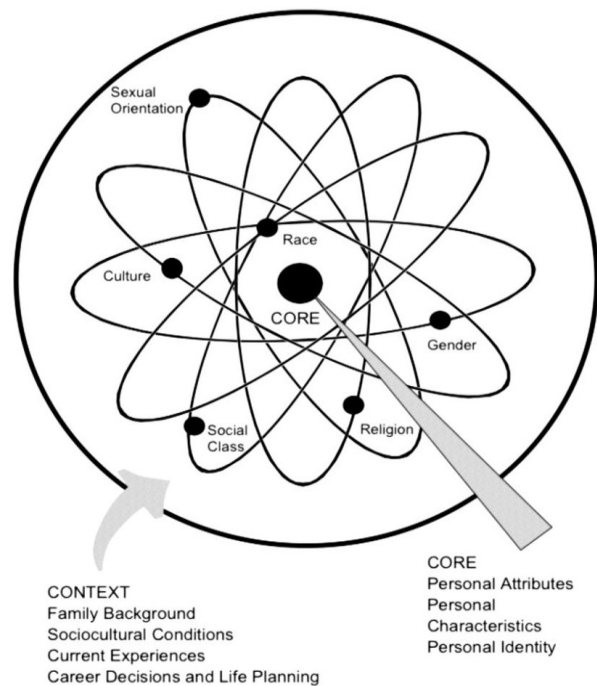 Sexual
Orientation
Race
Culture
CORE
Gender
Social
Class
Religion
CONTEXT
Family Background
Sociocultural Conditions
Current Experiences
Career Decisions and Life Planning
CORE
Personal Attributes
Personal
Characteristics
Personal Identity